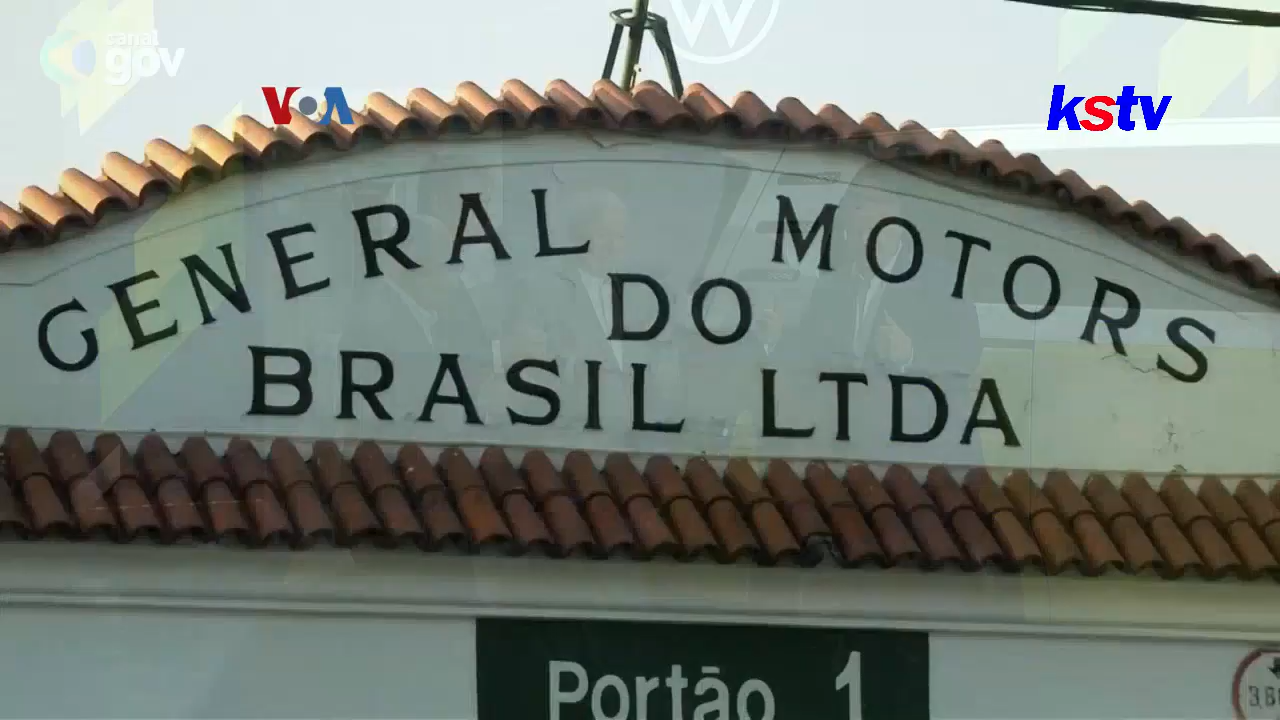 canal
gov
VOA
kstv
GENERAL MOTORS
DO
BRASIL LTDA
Portão 1